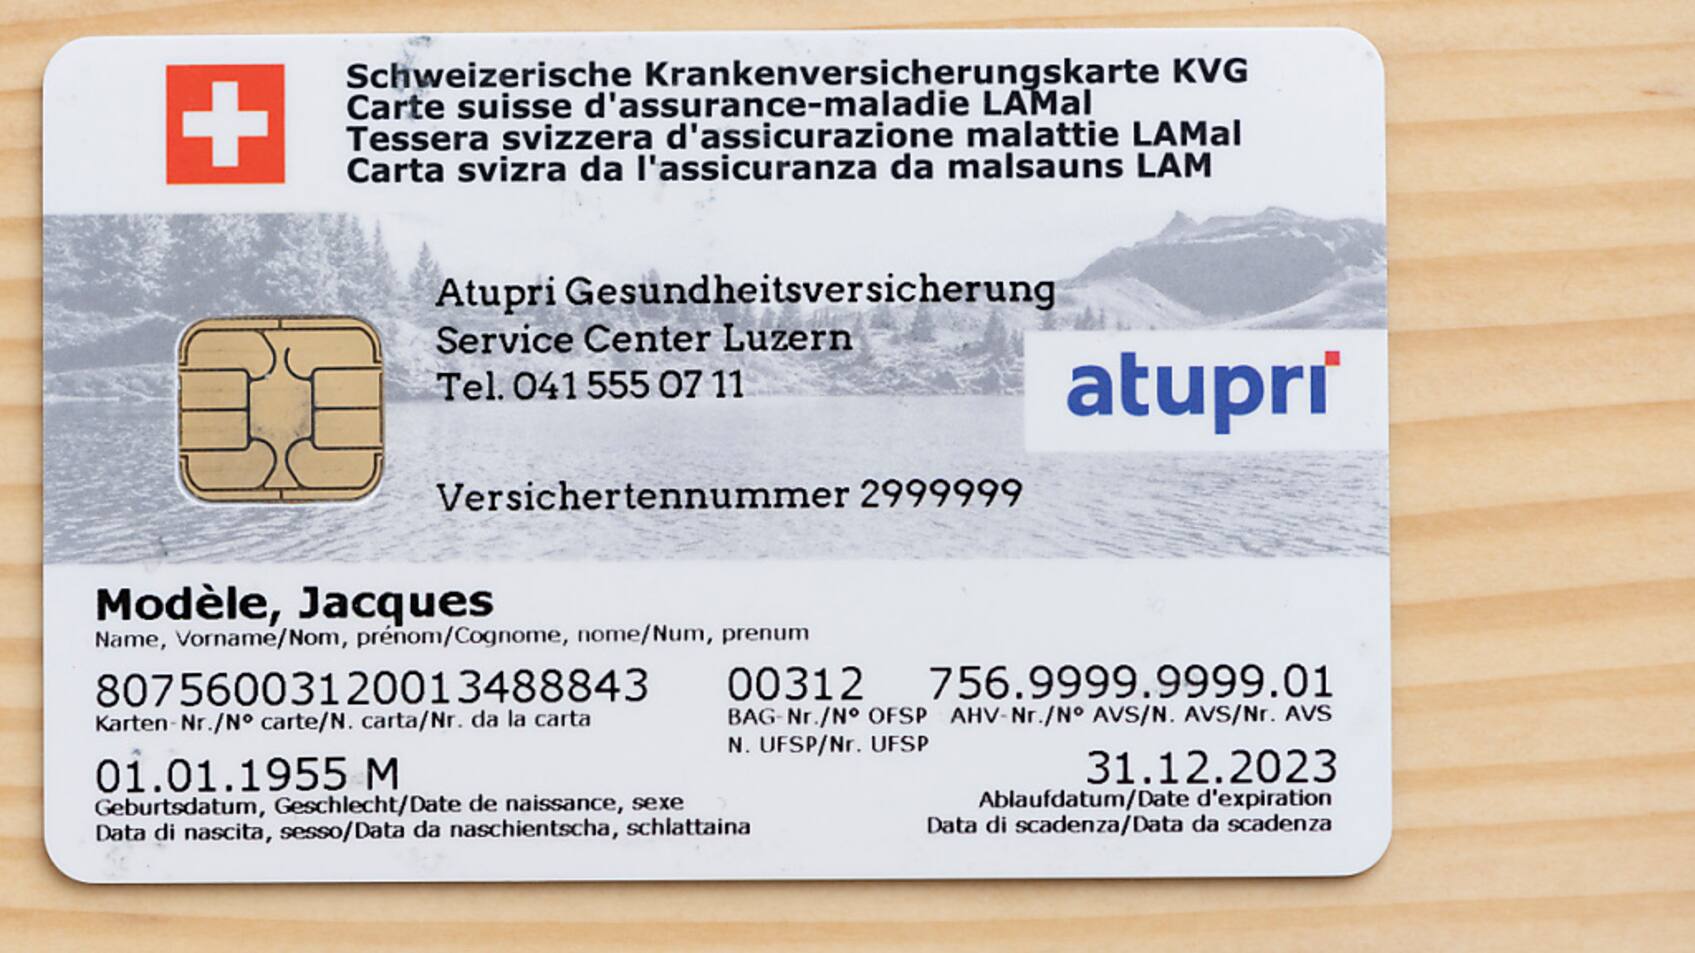 Schweizerische Krankenversicherungskarte KVG
Carte suisse d'assurance-maladie LAMal
Tessera svizzera d'assicurazione malattie LAMal
Carta svizra da l'assicuranza da malsauns LAM
Atupri Gesundheitsversicherung
Service Center Luzern
Tel. 041 555 07 11
atupri
Versichertennummer 2999999
Modèle, Jacques
Name, Vorname/Nom, prénom/Cognome, nome/Num, prenum
80756003120013488843 00312 756.9999.9999.01
Karten-Nr./N° carte/N. carta/Nr. da la carta BAG-Nr./N° OFSP AHV-Nr./N° AVS/N. AVS/Nr. AVS
N. UFSP/Nr. UFSP
01.01.1955 M 31.12.2023
Geburtsdatum, Geschlecht/Date de naissance, sexe Ablaufdatum/Date d'expiration
Data di nascita, sesso/Data da naschientscha, schlattaina Data di scadenza/Data da scadenza